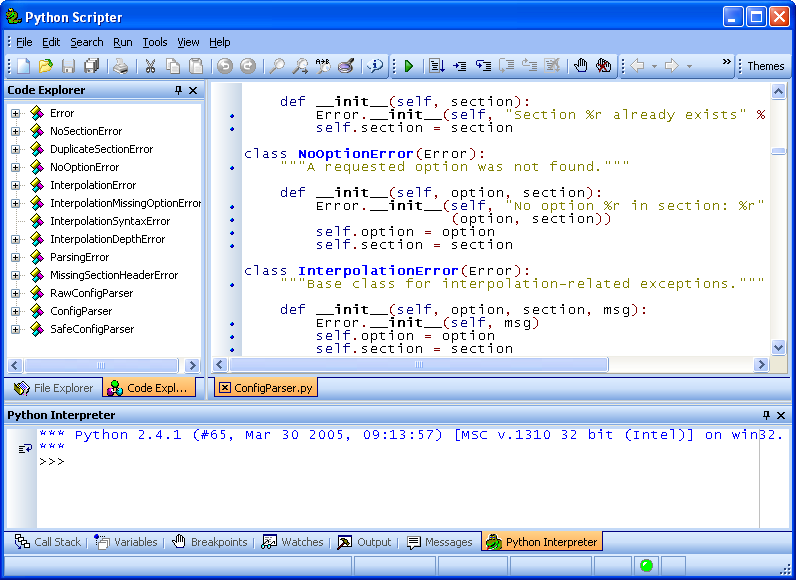 Python Scripter
File Edit Search Run Tools View Help
Themes
Code Explorer
Error
NoSectionError
DuplicateSectionError
NoOptionError
InterpolationError
InterpolationMissingOptionError
InterpolationSyntaxError
InterpolationDepthError
ParsingError
MissingSectionHeaderError
RawConfigParser
ConfigParser
SafeConfigParser
File Explorer
Code Expl...
def __init__(self, section):
Error.__init__(self, "Section %r already exists" %
self.section = section
class NoOptionError(Error):
"""A requested option was not found."""
def __init__(self, option, section):
Error.__init__(self, "No option %r in section: %r"
(option, section))
self.option = option
self.section = section
class InterpolationError(Error):
"""Base class for interpolation-related exceptions."""
def __init__(self, option, section, msg):
Error.__init__(self, msg)
self.option = option
self.section = section
ConfigParser.py
Python Interpreter
*** Python 2.4.1 (#65, Mar 30 2005, 09:13:57) [MSC v.1310 32 bit (Intel)] on win32.
***
>>>
Call Stack Variables Breakpoints Watches Output Messages Python Interpreter